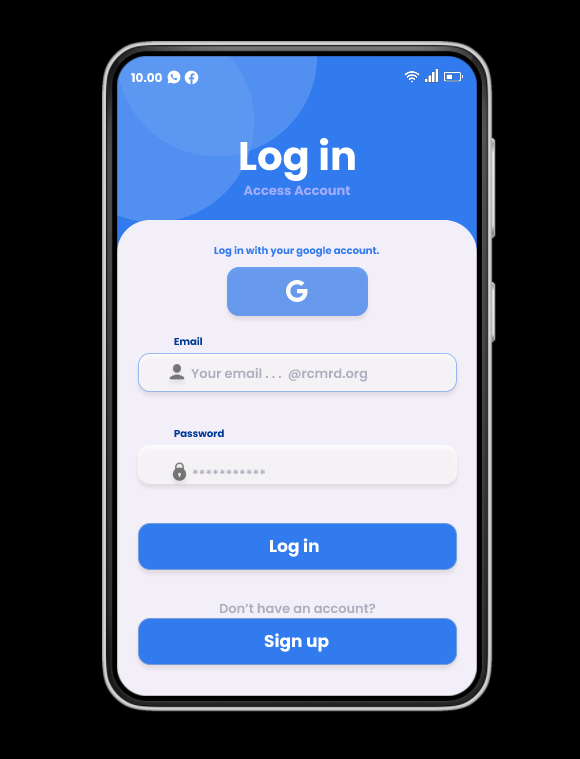 10.00
Log in
Access Account
Log in with your google account.
G
Email
Your email . . . @rcmrd.org
Password
***********
Log in
Don't have an account?
Sign up